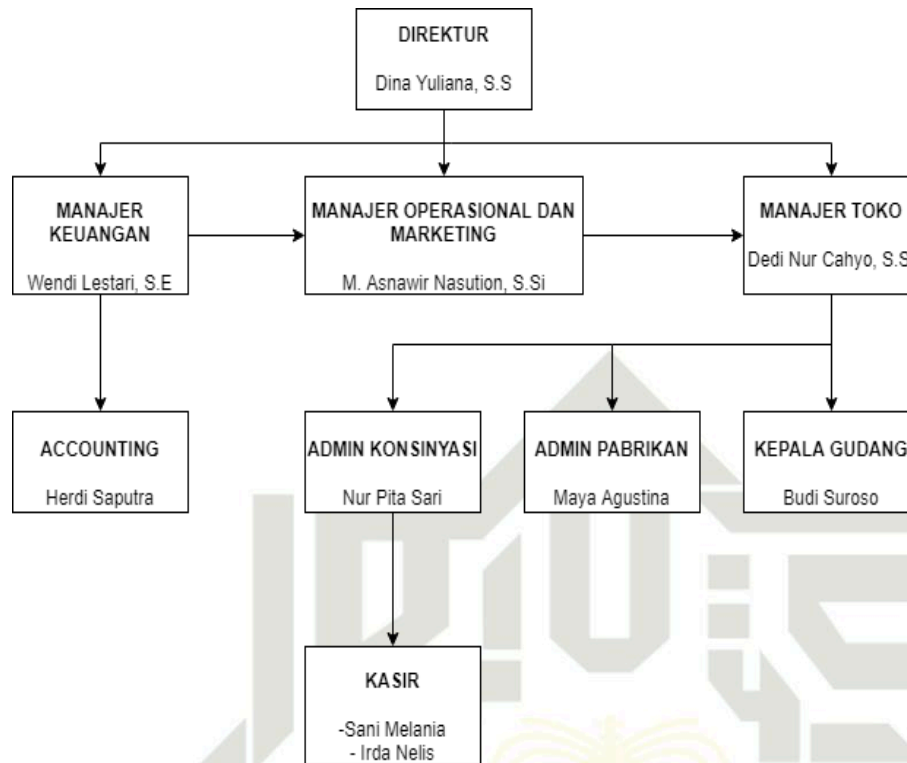 DIREKTUR
Dina Yuliana, S.S
MANAJER
KEUANGAN
Wendi Lestari, S.E
MANAJER OPERASIONAL DAN
MARKETING
M. Asnawir Nasution, S.Si
MANAJER TOKO
Dedi Nur Cahyo, S.S
ACCOUNTING
Herdi Saputra
ADMIN KONSINYASI
Nur Pita Sari
ADMIN PABRIKAN
Maya Agustina
KEPALA GUDANG
Budi Suroso
KASIR
-Sani Melania
- Irda Nelis